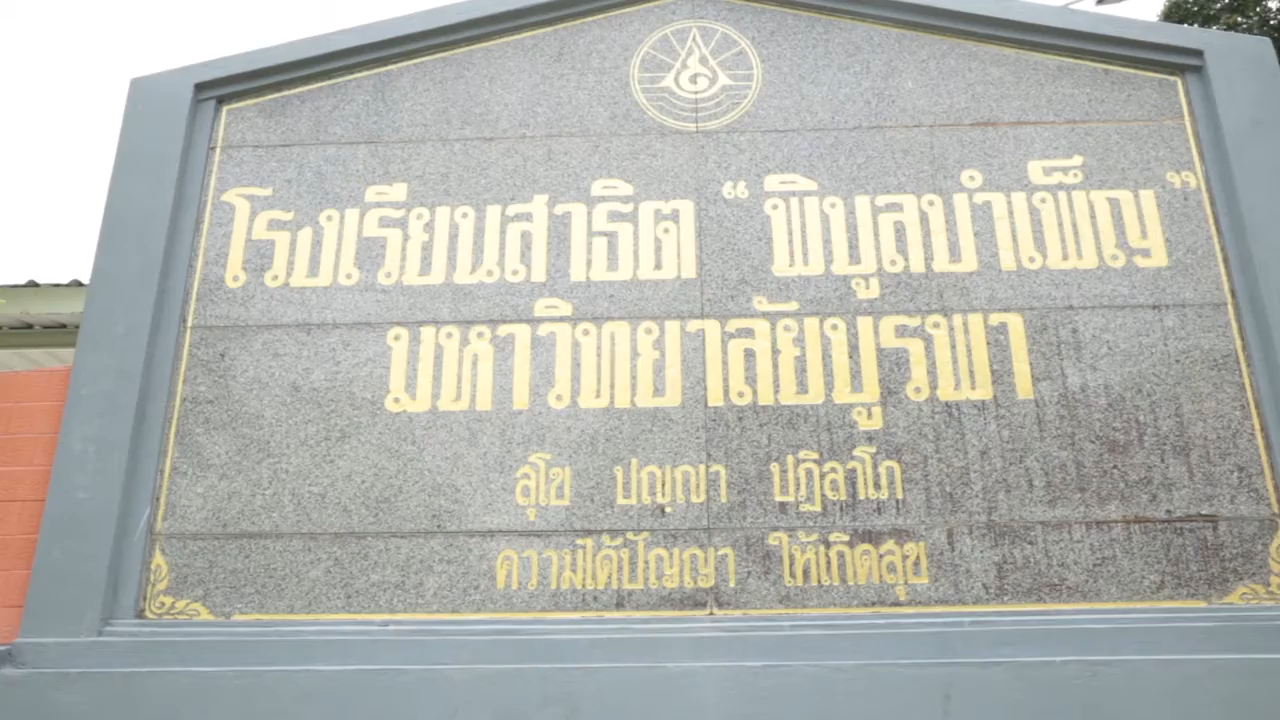 โรงเรียนสาธิต “พิบูลบำเพ็ญ”
มหาวิทยาลัยบูรพา
สุโข ปญฺญา ปฏิลาโภ
ความได้ปัญญา ให้เกิดสุข